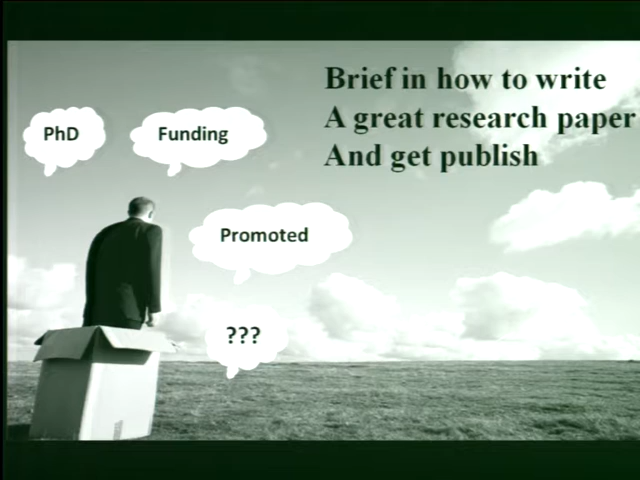 Brief in how to write
A great research paper
And get publish
PhD
Funding
Promoted
???